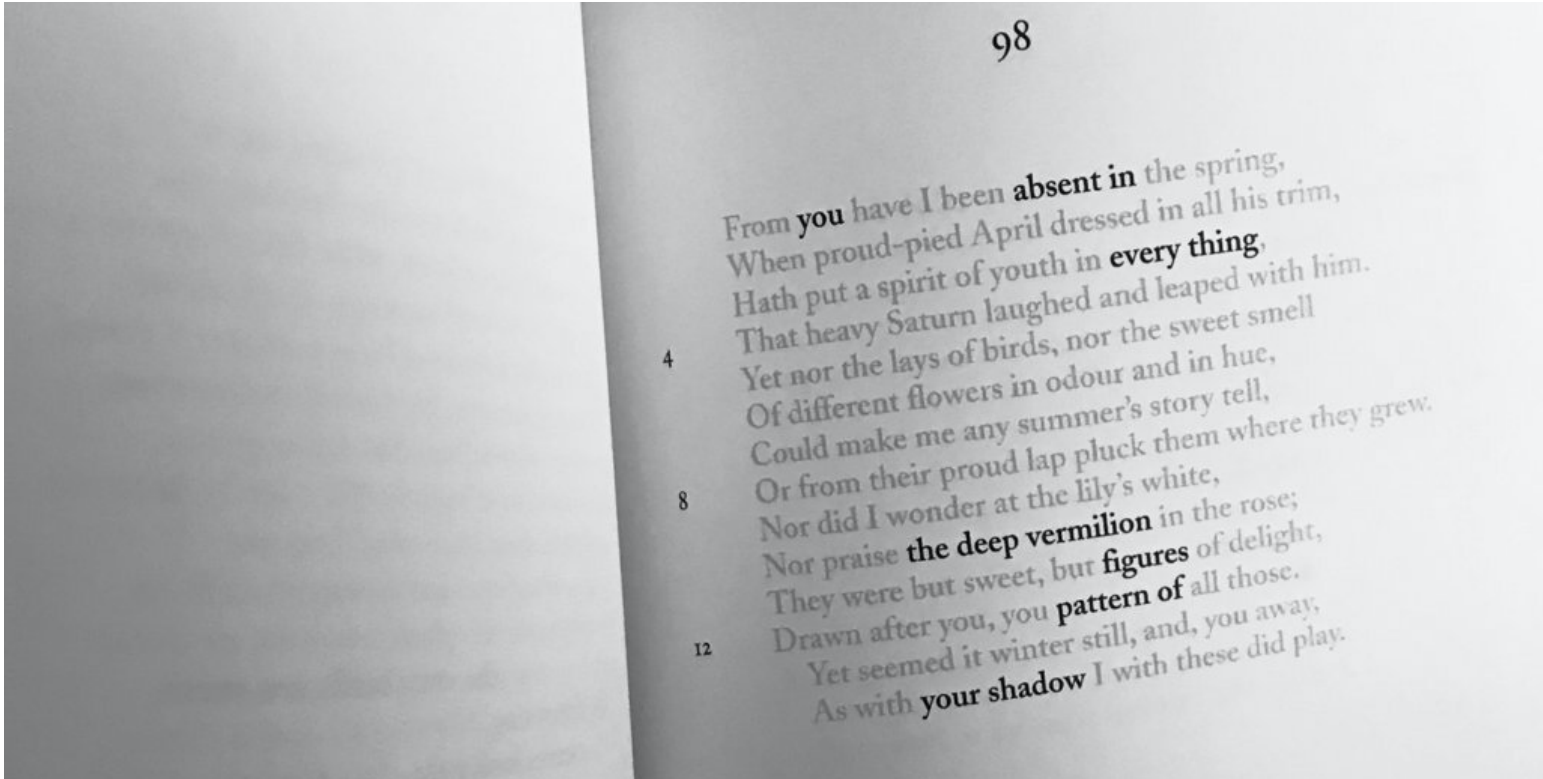 98
From you have I been absent in the spring,
When proud-pied April dressed in all his trim,
Hath put a spirit of youth in every thing,
That heavy Saturn laughed and leaped with him.
4
Yet nor the lays of birds, nor the sweet smell
Of different flowers in odour and in hue,
Could make me any summer's story tell,
Or from their proud lap pluck them where they grew.
8
Nor did I wonder at the lily's white,
Nor praise the deep vermilion in the rose;
They were but sweet, but figures of delight,
Drawn after you, you pattern of all those.
12
Yet seemed it winter still, and, you away,
As with your shadow I with these did play.